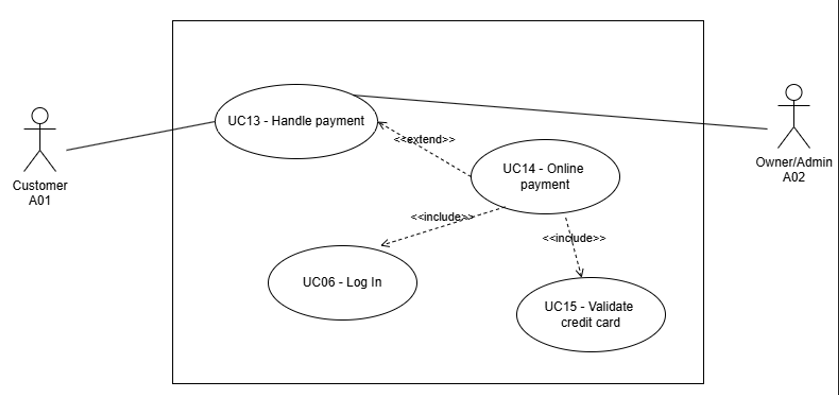 UC13 - Handle payment
<<extend>>
Customer
A01
Owner/Admin
A02
UC14 - Online
payment
<<include>>
<<include>>
UC06 - Log In
UC15 - Validate
credit card